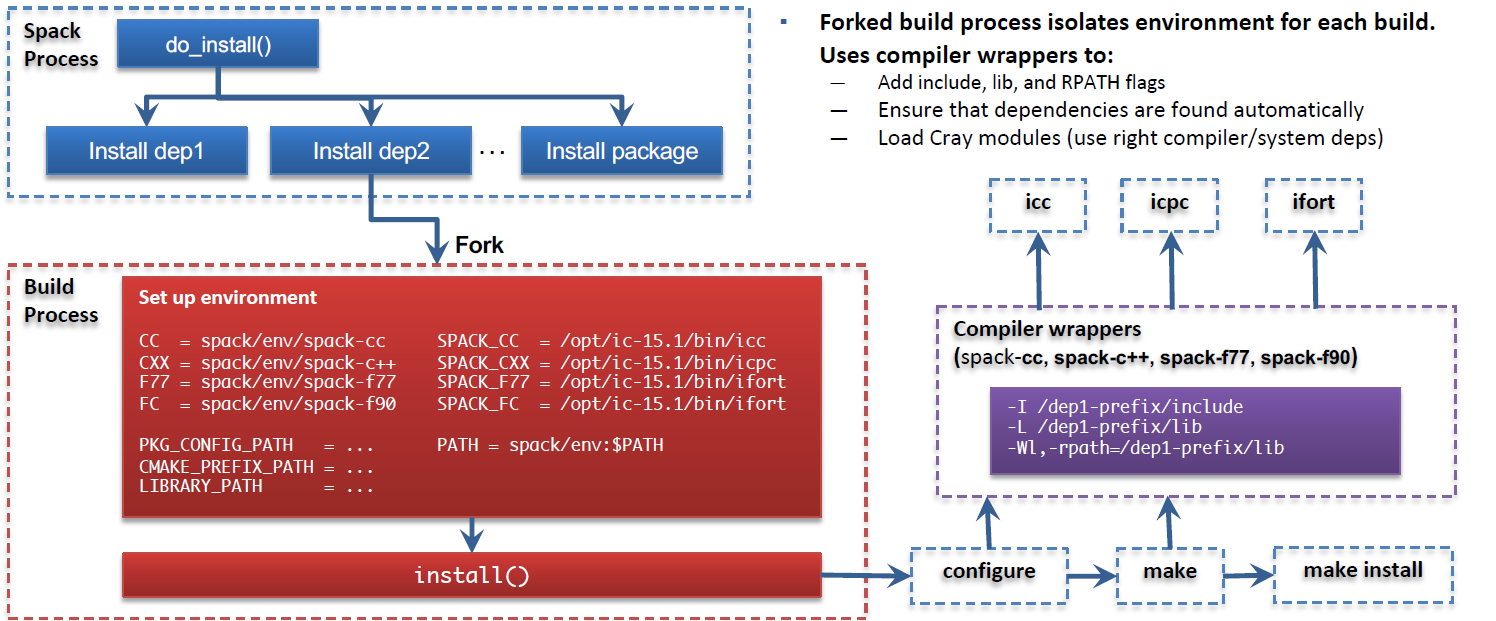 Spack
Process
do_install()
Install dep1
Install dep2
...
Install package
▪ Forked build process isolates environment for each build.
Uses compiler wrappers to:
— Add include, lib, and RPATH flags
— Ensure that dependencies are found automatically
— Load Cray modules (use right compiler/system deps)
Fork
Build
Process
Set up environment
CC = spack/env/spack-cc SPACK_CC = /opt/ic-15.1/bin/icc
CXX = spack/env/spack-c++ SPACK_CXX = /opt/ic-15.1/bin/icpc
F77 = spack/env/spack-f77 SPACK_F77 = /opt/ic-15.1/bin/ifort
FC = spack/env/spack-f90 SPACK_FC = /opt/ic-15.1/bin/ifort
PKG_CONFIG_PATH = ... PATH = spack/env:$PATH
CMAKE_PREFIX_PATH = ...
LIBRARY_PATH = ...
install()
icc
icpc
ifort
Compiler wrappers
(spack-cc, spack-c++, spack-f77, spack-f90)
-I /dep1-prefix/include
-L /dep1-prefix/lib
-Wl,-rpath=/dep1-prefix/lib
configure
make
make install